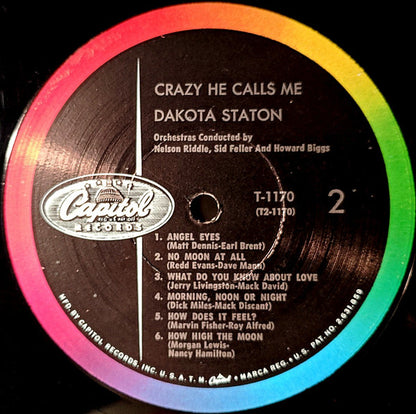 CRAZY HE CALLS ME
DAKOTA STATON
Orchestras Conducted by
Nelson Riddle, Sid Feller And Howard Biggs
T-1170
(T2-1170)
2
Capitol
RECORDS
1. ANGEL EYES
(Matt Dennis-Earl Brent)
2. NO MOON AT ALL
(Redd Evans-Dave Mann)
3. WHAT DO YOU KNOW ABOUT LOVE
(Jerry Livingston-Mack David)
4. MORNING, NOON OR NIGHT
(Dick Miles-Mack Discant)
5. HOW DOES IT FEEL?
(Marvin Fisher-Roy Alfred)
6. HOW HIGH THE MOON
(Morgan Lewis-
Nancy Hamilton)
MFD. BY CAPITOL RECORDS, INC. U.S.A. T.M. Capitol MARCA REG. • U.S. PAT. NO. 2,631,859